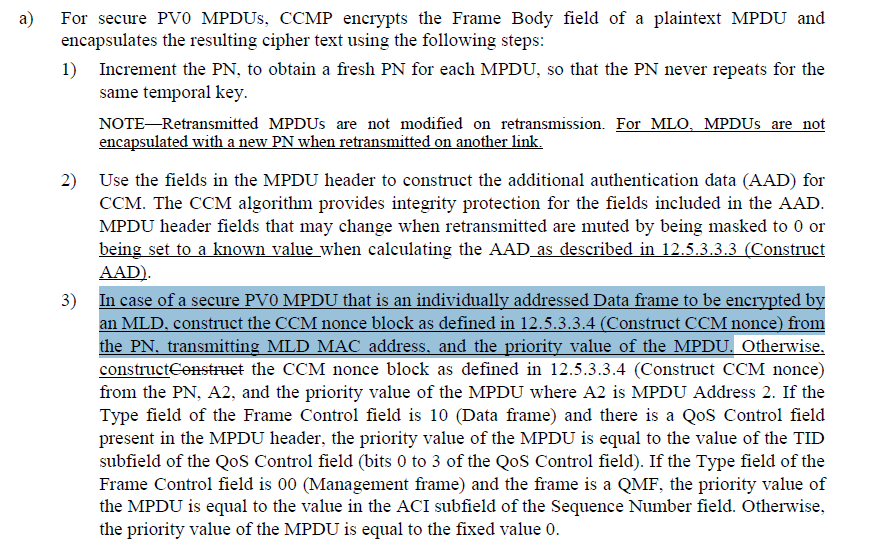 a) For secure PV0 MPDUs, CCMP encrypts the Frame Body field of a plaintext MPDU and
encapsulates the resulting cipher text using the following steps:
1) Increment the PN, to obtain a fresh PN for each MPDU, so that the PN never repeats for the
same temporal key.
NOTE—Retransmitted MPDUs are not modified on retransmission. For MLO, MPDUs are not
encapsulated with a new PN when retransmitted on another link.
2) Use the fields in the MPDU header to construct the additional authentication data (AAD) for
CCM. The CCM algorithm provides integrity protection for the fields included in the AAD.
MPDU header fields that may change when retransmitted are muted by being masked to 0 or
being set to a known value when calculating the AAD as described in 12.5.3.3.3 (Construct
AAD).
3) In case of a secure PV0 MPDU that is an individually addressed Data frame to be encrypted by
an MLD, construct the CCM nonce block as defined in 12.5.3.3.4 (Construct CCM nonce) from
the PN, transmitting MLD MAC address, and the priority value of the MPDU. Otherwise,
constructConstruct the CCM nonce block as defined in 12.5.3.3.4 (Construct CCM nonce)
from the PN, A2, and the priority value of the MPDU where A2 is MPDU Address 2. If the
Type field of the Frame Control field is 10 (Data frame) and there is a QoS Control field
present in the MPDU header, the priority value of the MPDU is equal to the value of the TID
subfield of the QoS Control field (bits 0 to 3 of the QoS Control field). If the Type field of the
Frame Control field is 00 (Management frame) and the frame is a QMF, the priority value of
the MPDU is equal to the value in the ACI subfield of the Sequence Number field. Otherwise,
the priority value of the MPDU is equal to the fixed value 0.